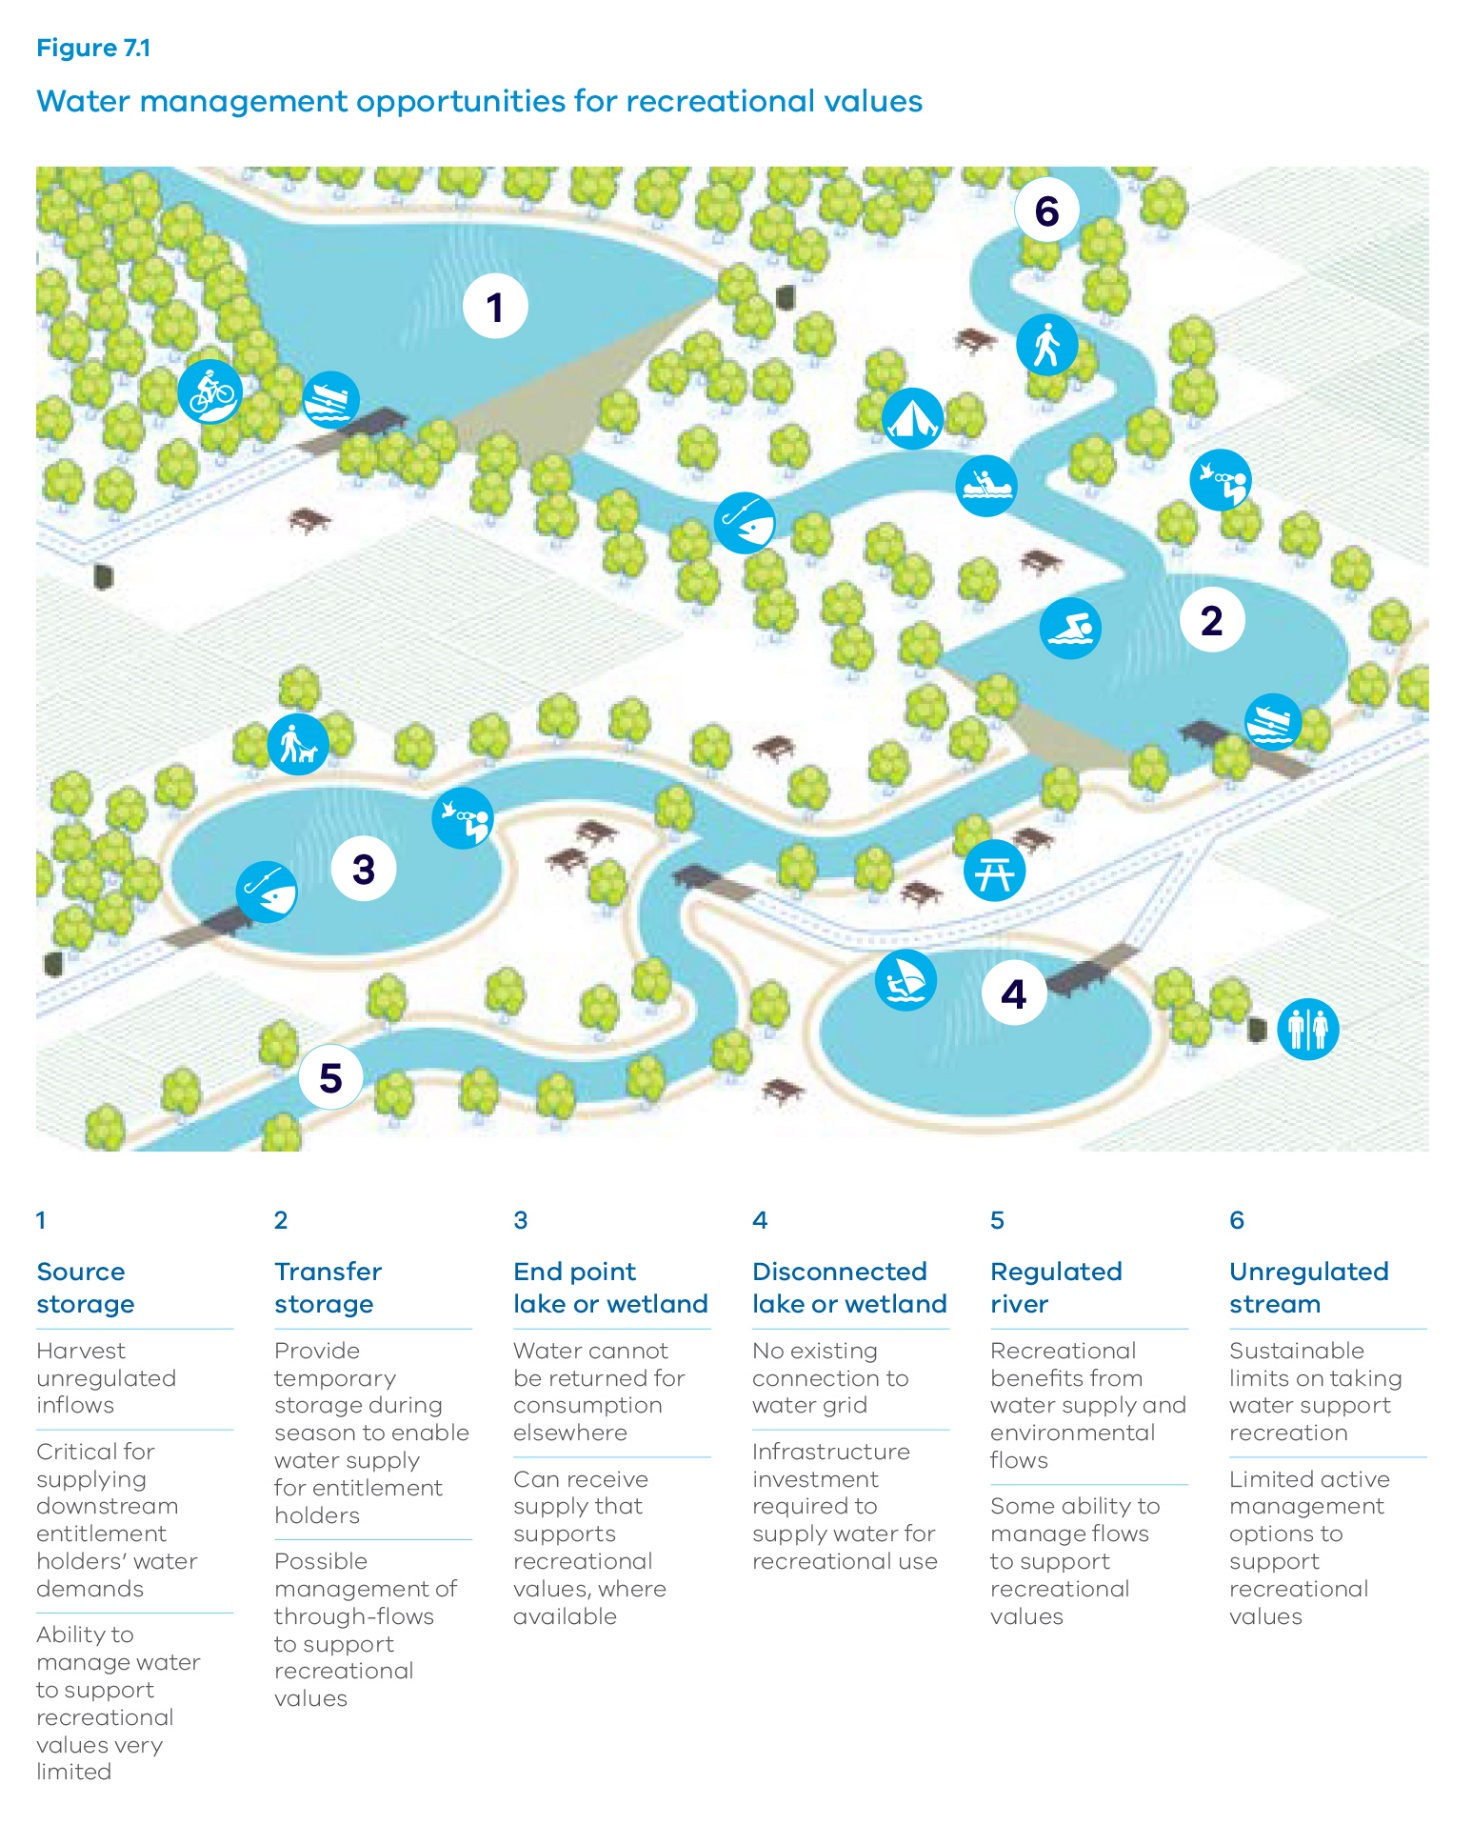 Figure 7.1
Water management opportunities for recreational values
1
6
2
3
4
5
1
Source
storage
Harvest
unregulated
inflows
Critical for
supplying
downstream
entitlement
holders' water
demands
Ability to
manage water
to support
recreational
values very
limited
2
Transfer
storage
Provide
temporary
storage during
season to enable
water supply
for entitlement
holders
Possible
management of
through-flows
to support
recreational
values
3
End point
lake or wetland
Water cannot
be returned for
consumption
elsewhere
Can receive
supply that
supports
recreational
values, where
available
4
Disconnected
lake or wetland
No existing
connection to
water grid
Infrastructure
investment
required to
supply water for
recreational use
5
Regulated
river
Recreational
benefits from
water supply and
environmental
flows
Some ability to
manage flows
to support
recreational
values
6
Unregulated
stream
Sustainable
limits on taking
water support
recreation
Limited active
management
options to
support
recreational
values